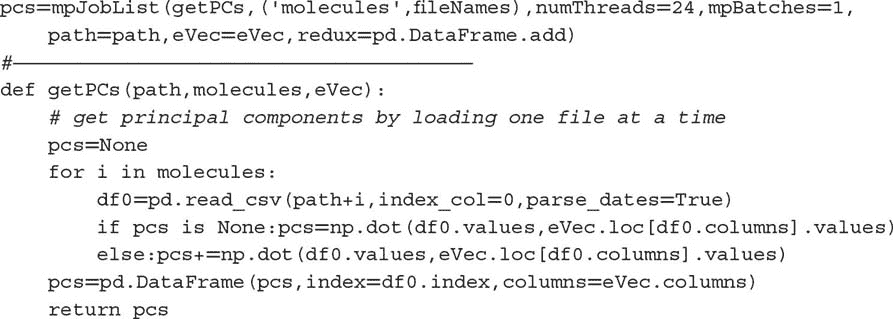 pcs=mpJobList(getPCs,('molecules',fileNames),numThreads=24,mpBatches=1,
    path=path,eVec=eVec,redux=pd.DataFrame.add)
#———————————————————————————————————————
def getPCs(path,molecules,eVec):
    # get principal components by loading one file at a time
    pcs=None
    for i in molecules:
        df0=pd.read_csv(path+i,index_col=0,parse_dates=True)
        if pcs is None:pcs=np.dot(df0.values,eVec.loc[df0.columns].values)
        else:pcs+=np.dot(df0.values,eVec.loc[df0.columns].values)
    pcs=pd.DataFrame(pcs,index=df0.index,columns=eVec.columns)
    return pcs